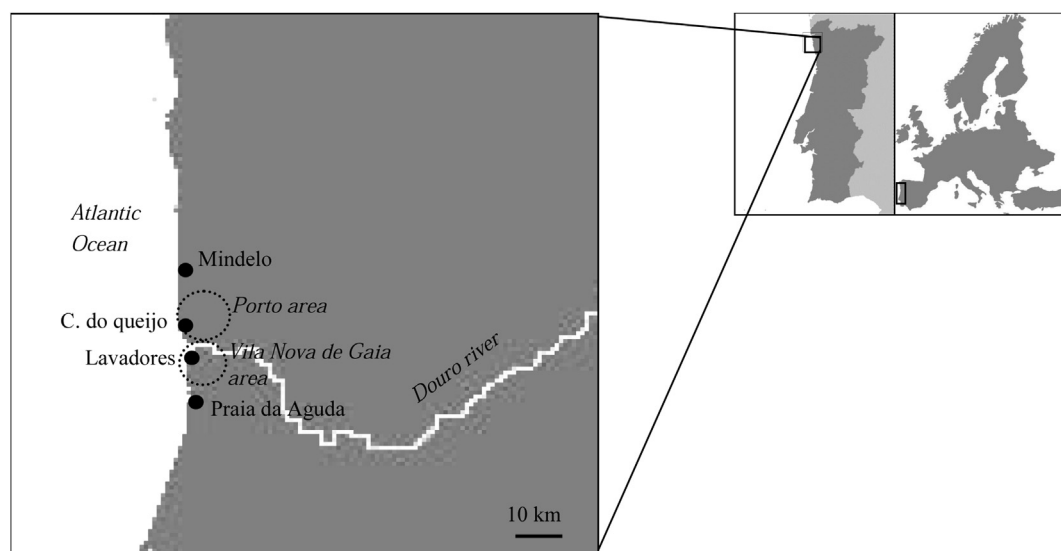 Atlantic
Ocean
Mindelo
Porto area
C. do queijo
Vila Nova de Gaia
Lavadores
area
Douro river
Praia da Aguda
10 km